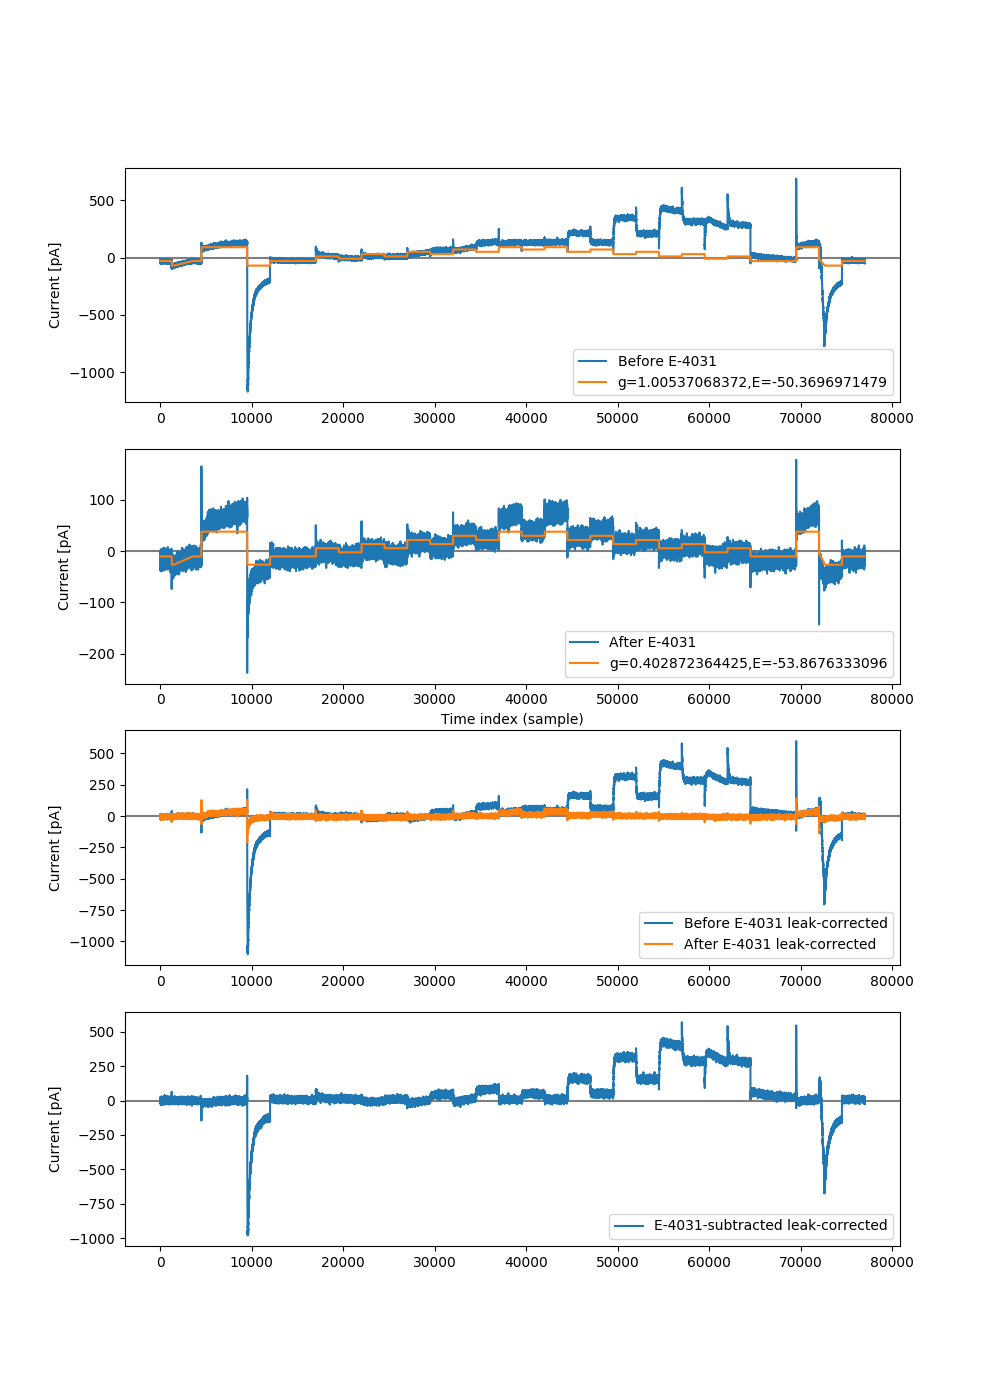 500
0
−500
−1000
Current [pA]
Before E-4031
g=1.00537068372,E=-50.3696971479
0 10000 20000 30000 40000 50000 60000 70000 80000
100
0
−100
−200
Current [pA]
After E-4031
g=0.402872364425,E=-53.8676333096
0 10000 20000 30000 40000 50000 60000 70000 80000
Time index (sample)
500
250
0
−250
−500
−750
−1000
Current [pA]
Before E-4031 leak-corrected
After E-4031 leak-corrected
0 10000 20000 30000 40000 50000 60000 70000 80000
500
250
0
−250
−500
−750
−1000
Current [pA]
E-4031-subtracted leak-corrected
0 10000 20000 30000 40000 50000 60000 70000 80000